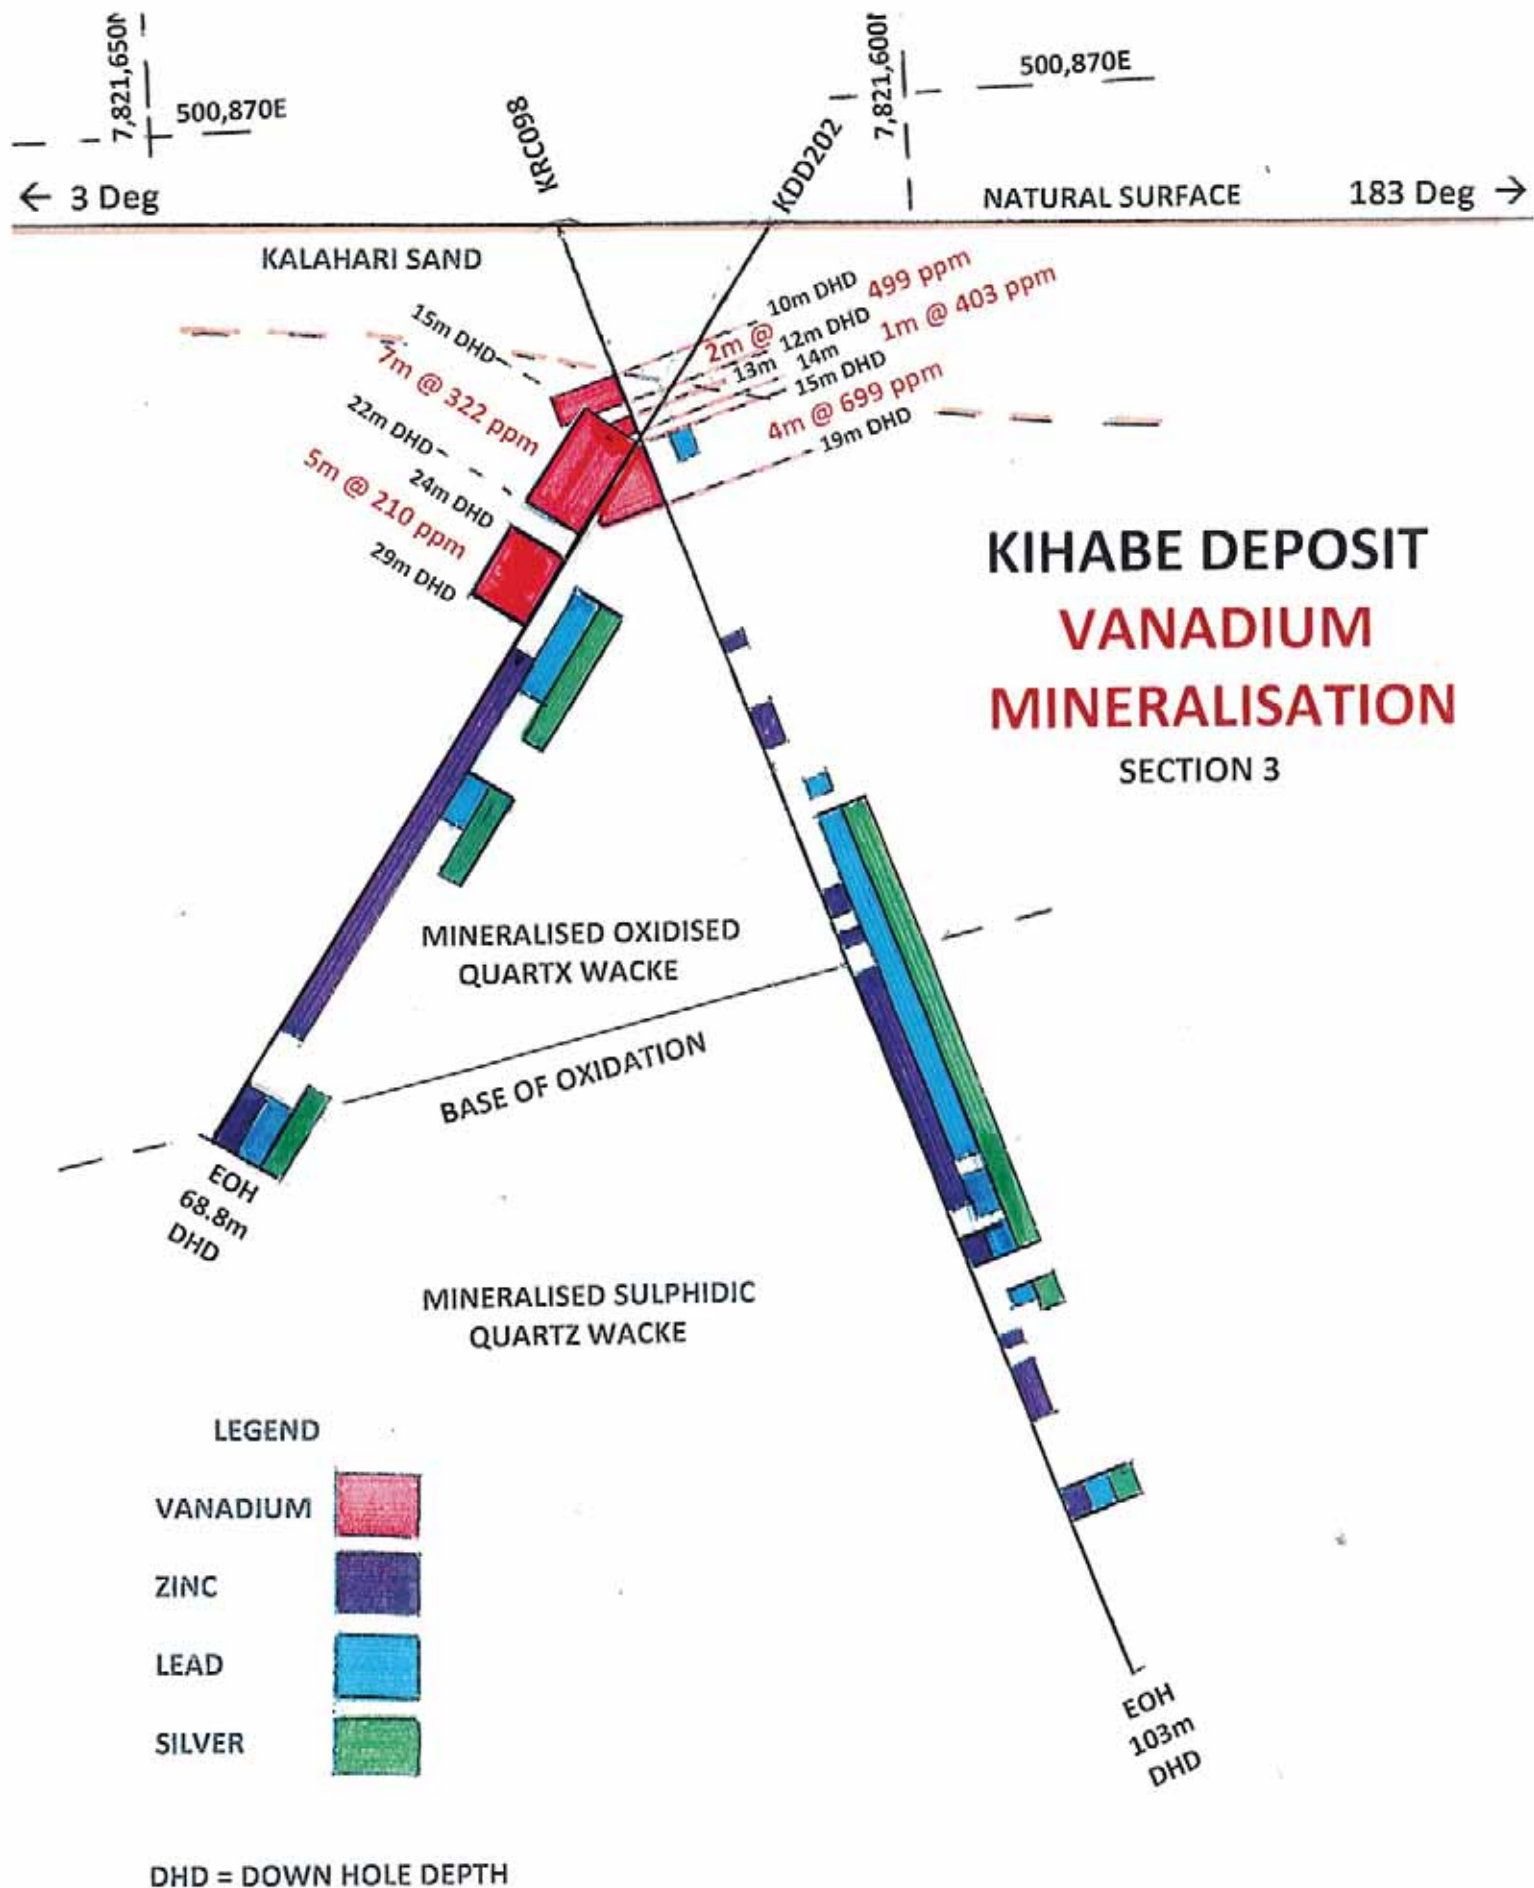 7,821,650N
500,870E
KRC098
KDD202
7,821,600N
500,870E
← 3 Deg
NATURAL SURFACE
183 Deg →
KALAHARI SAND
15m DHD
7m @ 322 ppm
22m DHD
24m DHD
5m @ 210 ppm
29m DHD
10m DHD
2m @ 499 ppm
12m DHD
13m
14m
1m @ 403 ppm
15m DHD
4m @ 699 ppm
19m DHD
KIHABE DEPOSIT
VANADIUM
MINERALISATION
SECTION 3
MINERALISED OXIDISED
QUARTX WACKE
BASE OF OXIDATION
EOH
68.8m
DHD
MINERALISED SULPHIDIC
QUARTZ WACKE
LEGEND
VANADIUM
ZINC
LEAD
SILVER
EOH
103m
DHD
DHD = DOWN HOLE DEPTH